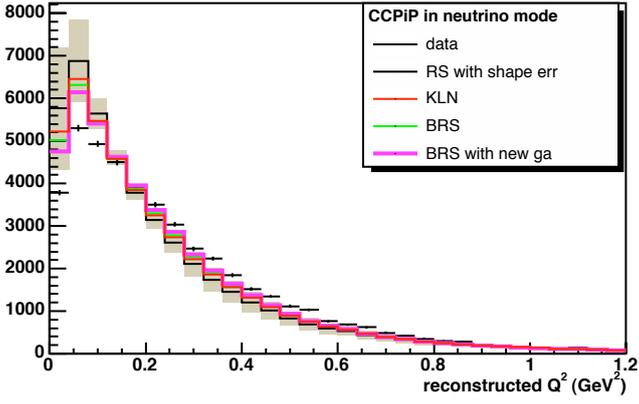 8000
7000
6000
5000
4000
3000
2000
1000
0
CCPiP in neutrino mode
data
RS with shape err
KLN
BRS
BRS with new ga
0 0.2 0.4 0.6 0.8 1 1.2
reconstructed Q² (GeV²)